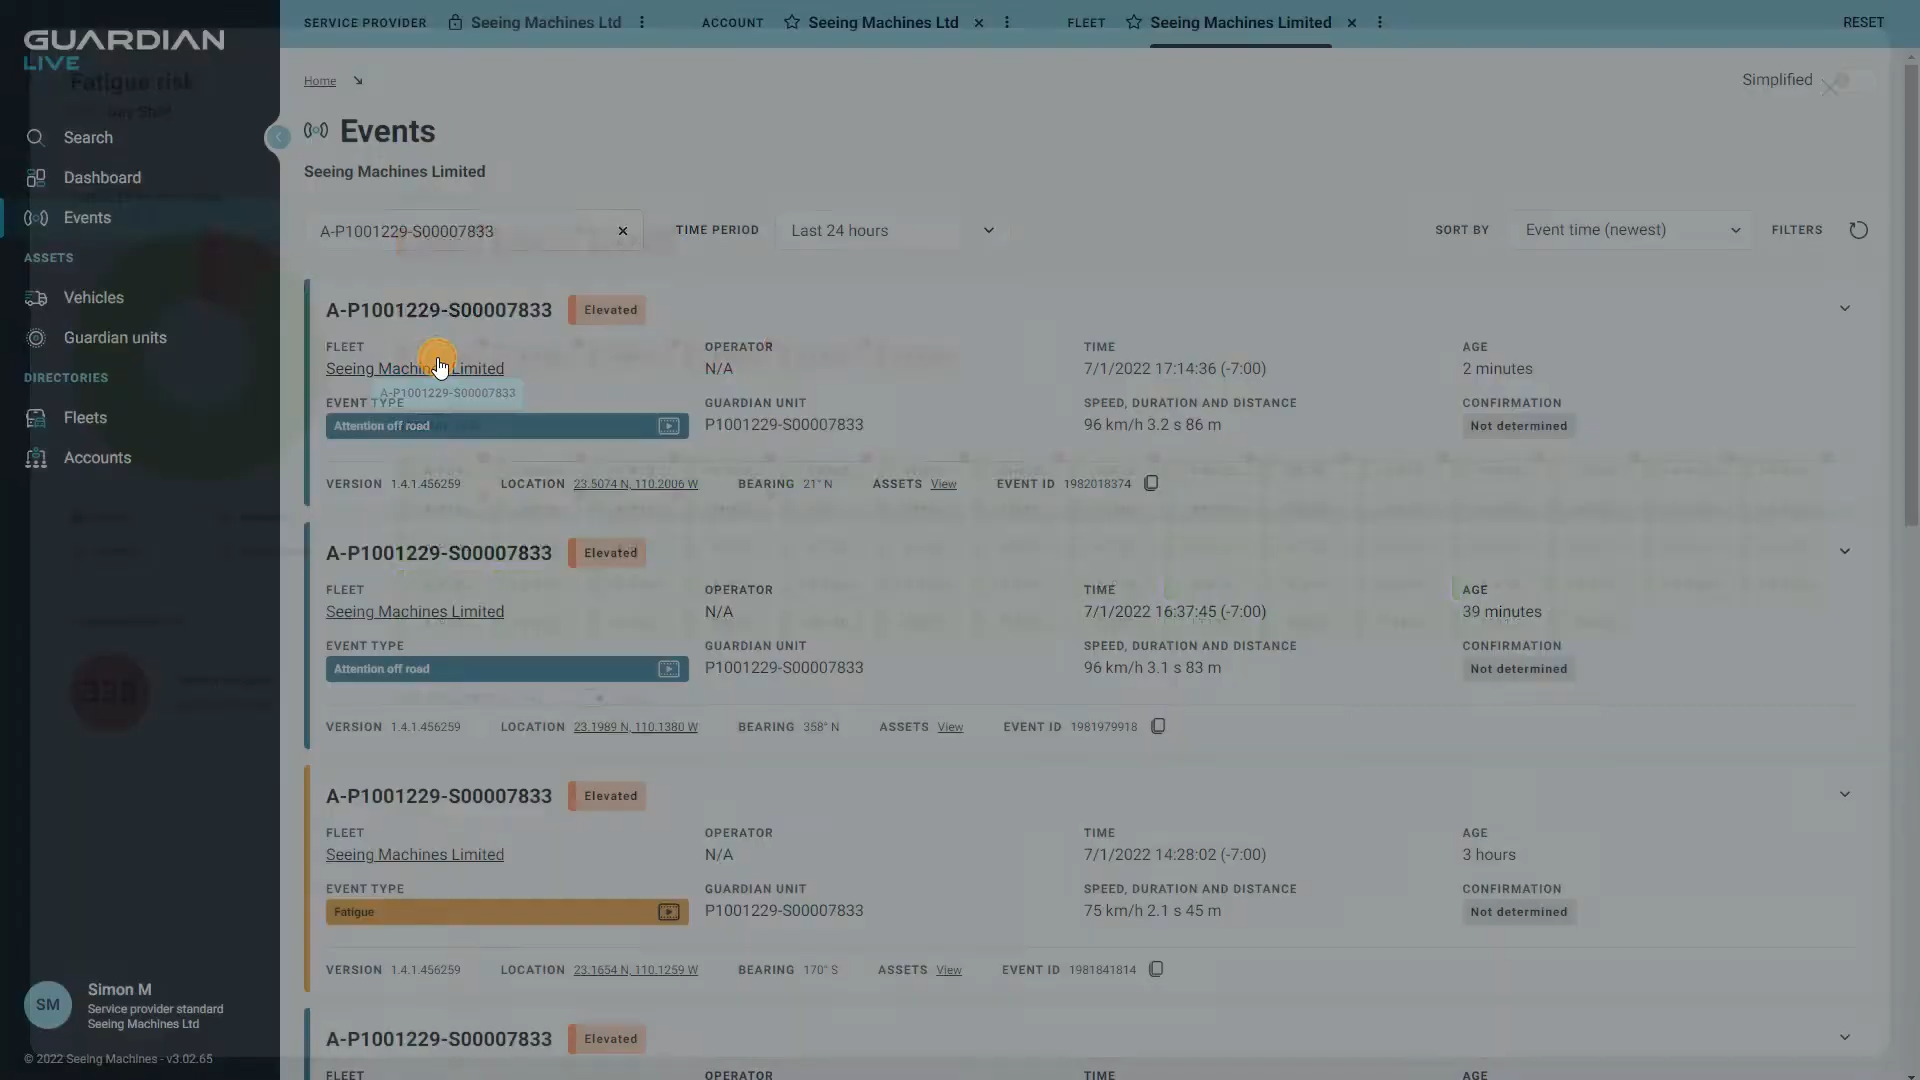 GUARDIAN
LIVE
Fatigue risk
Day Shift
Search
Dashboard
Events
ASSETS
Vehicles
Guardian units
DIRECTORIES
Fleets
Accounts
SM
Simon M
Service provider standard
Seeing Machines Ltd
© 2022 Seeing Machines - v3.02.65
SERVICE PROVIDER Seeing Machines Ltd ACCOUNT Seeing Machines Ltd FLEET Seeing Machines Limited RESET
Home
Simplified
Events
Seeing Machines Limited
A-P1001229-S00007833 TIME PERIOD Last 24 hours SORT BY Event time (newest) FILTERS
A-P1001229-S00007833 Elevated
FLEET OPERATOR TIME AGE
Seeing Machines Limited N/A 7/1/2022 17:14:36 (-7:00) 2 minutes
A-P1001229-S00007833
EVENT TYPE GUARDIAN UNIT SPEED, DURATION AND DISTANCE CONFIRMATION
Attention off road P1001229-S00007833 96 km/h 3.2 s 86 m Not determined
VERSION 1.4.1.456259 LOCATION 23.5074 N, 110.2006 W BEARING 21° N ASSETS View EVENT ID 1982018374
A-P1001229-S00007833 Elevated
FLEET OPERATOR TIME AGE
Seeing Machines Limited N/A 7/1/2022 16:37:45 (-7:00) 39 minutes
EVENT TYPE GUARDIAN UNIT SPEED, DURATION AND DISTANCE CONFIRMATION
Attention off road P1001229-S00007833 96 km/h 3.1 s 83 m Not determined
VERSION 1.4.1.456259 LOCATION 23.1989 N, 110.1380 W BEARING 358° N ASSETS View EVENT ID 1981979918
A-P1001229-S00007833 Elevated
FLEET OPERATOR TIME AGE
Seeing Machines Limited N/A 7/1/2022 14:28:02 (-7:00) 3 hours
EVENT TYPE GUARDIAN UNIT SPEED, DURATION AND DISTANCE CONFIRMATION
Fatigue P1001229-S00007833 75 km/h 2.1 s 45 m Not determined
VERSION 1.4.1.456259 LOCATION 23.1654 N, 110.1259 W BEARING 170° S ASSETS View EVENT ID 1981841814
A-P1001229-S00007833 Elevated
FLEET OPERATOR TIME AGE